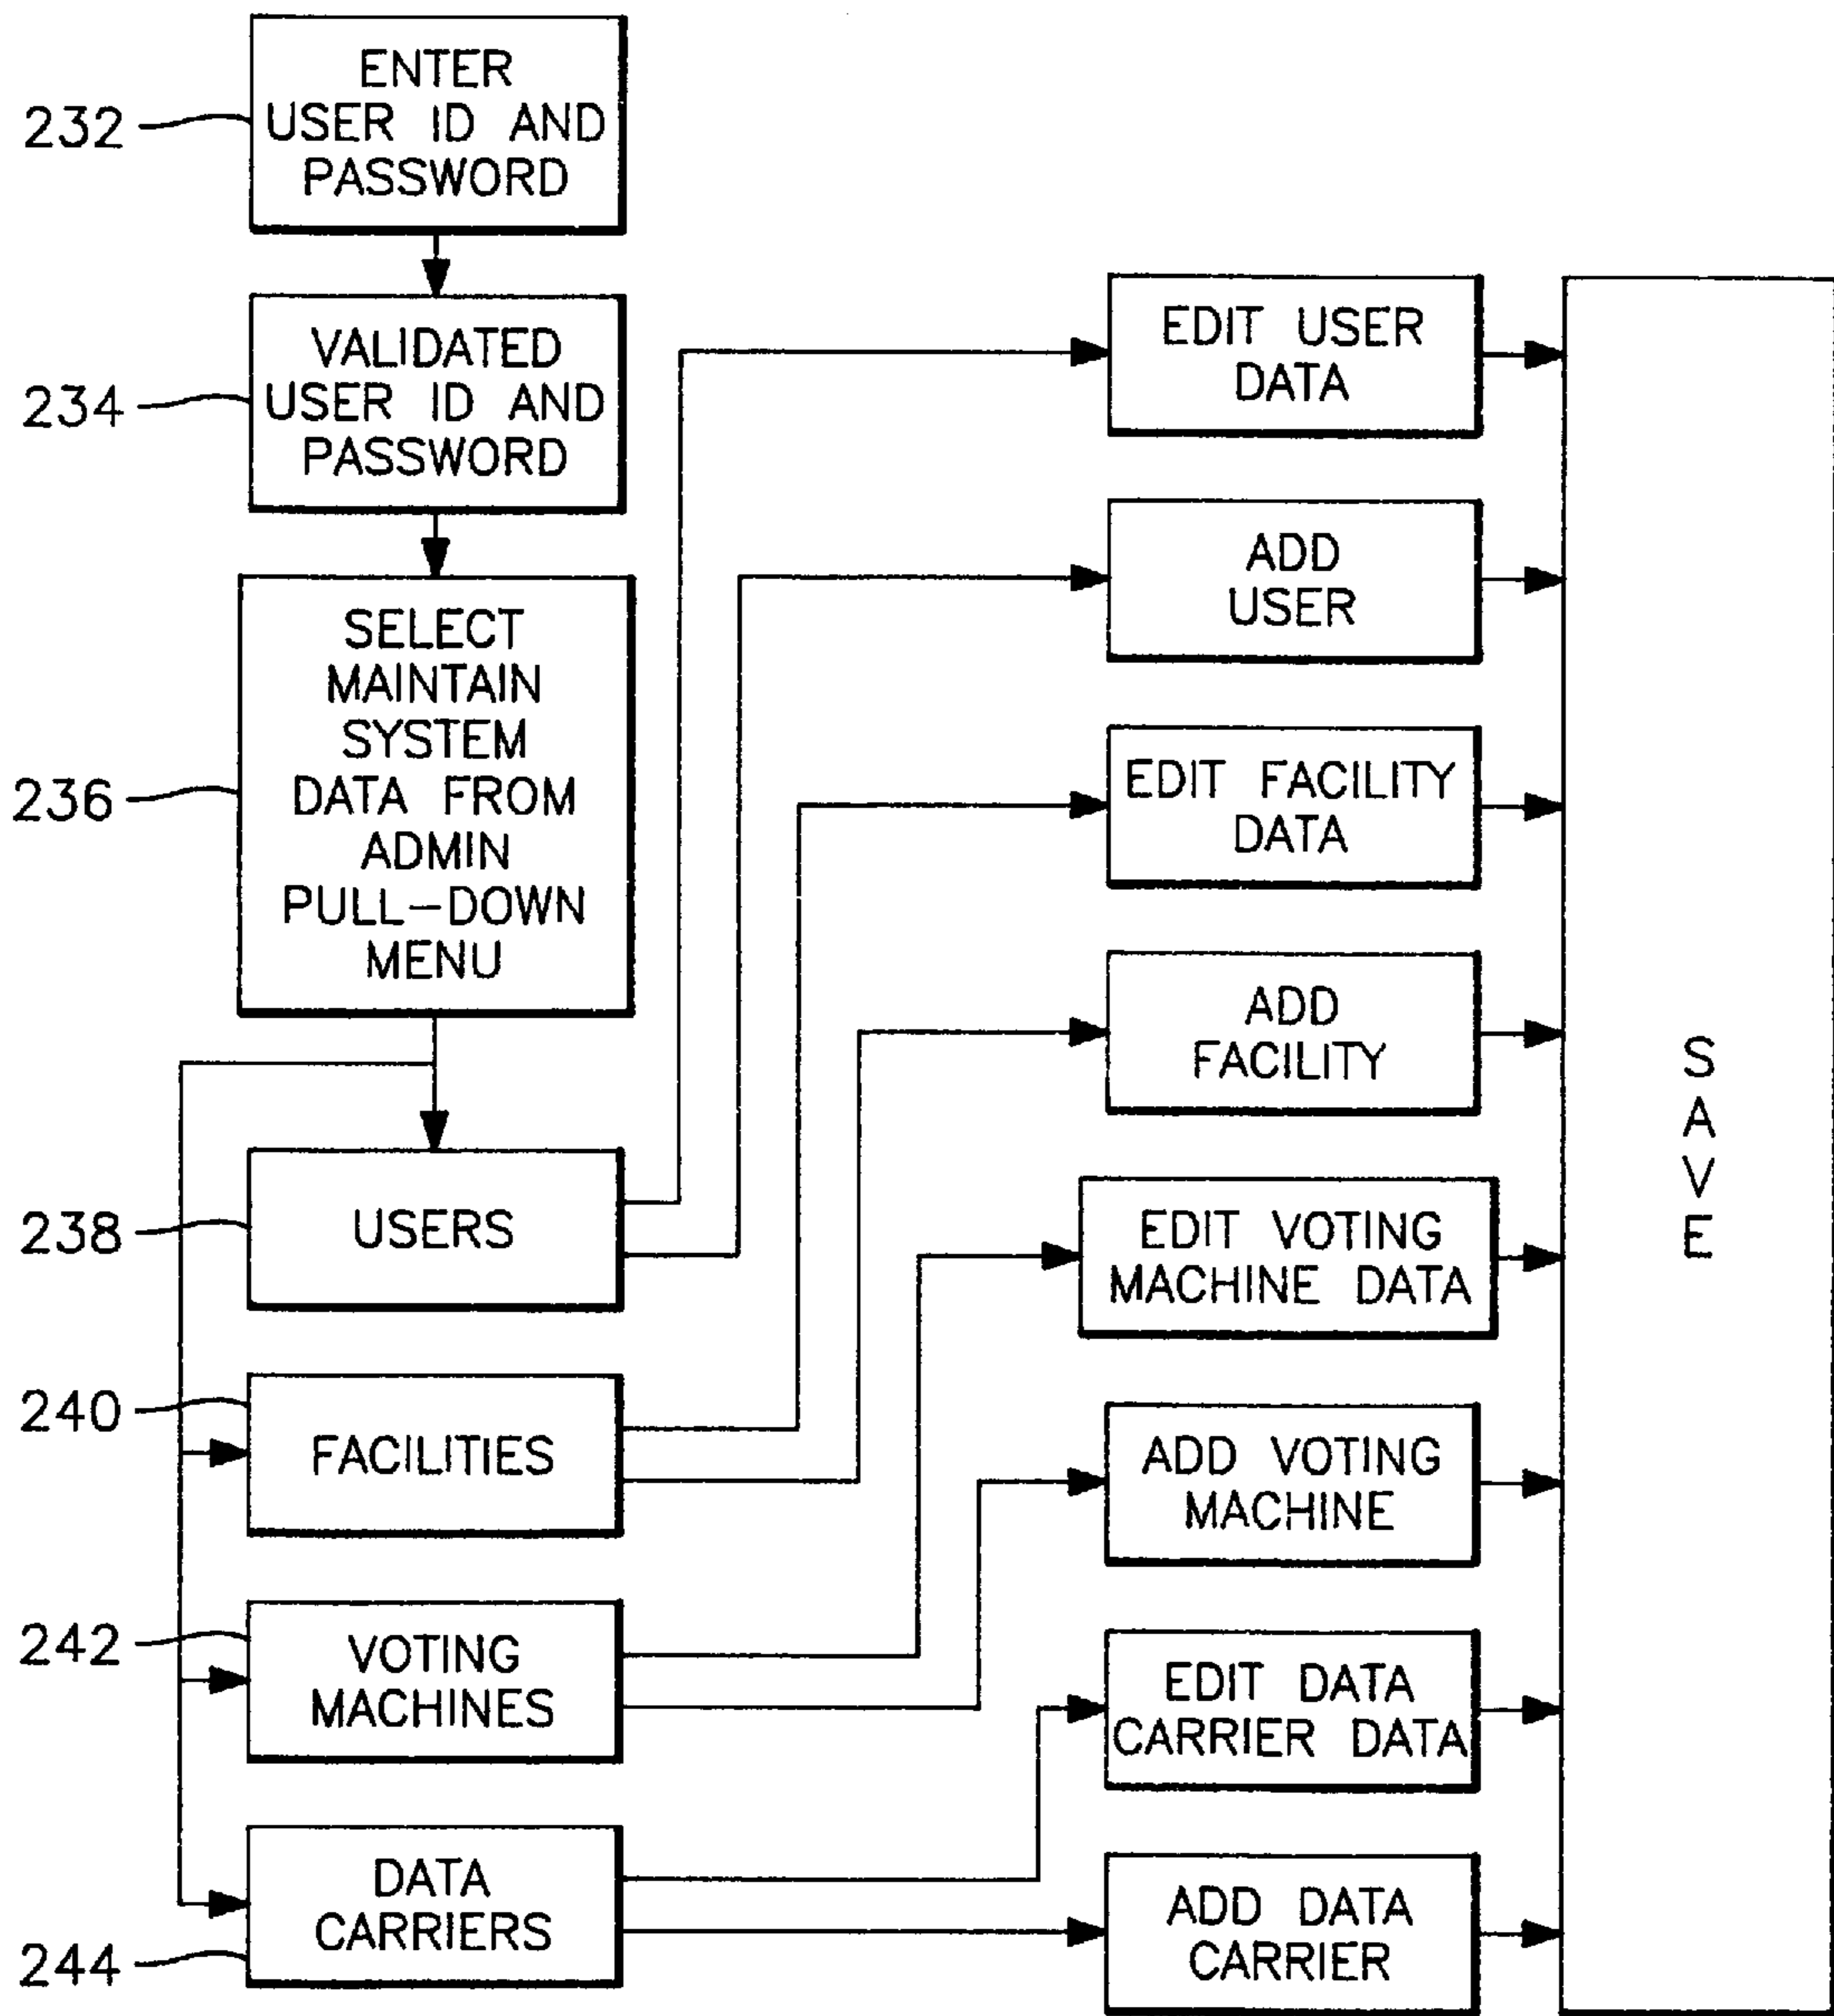 232
ENTER
USER ID AND
PASSWORD
234
VALIDATED
USER ID AND
PASSWORD
236
SELECT
MAINTAIN
SYSTEM
DATA FROM
ADMIN
PULL-DOWN
MENU
238
USERS
240
FACILITIES
242
VOTING
MACHINES
244
DATA
CARRIERS
EDIT USER
DATA
ADD
USER
EDIT FACILITY
DATA
ADD
FACILITY
EDIT VOTING
MACHINE DATA
ADD VOTING
MACHINE
EDIT DATA
CARRIER DATA
ADD DATA
CARRIER
SAVE